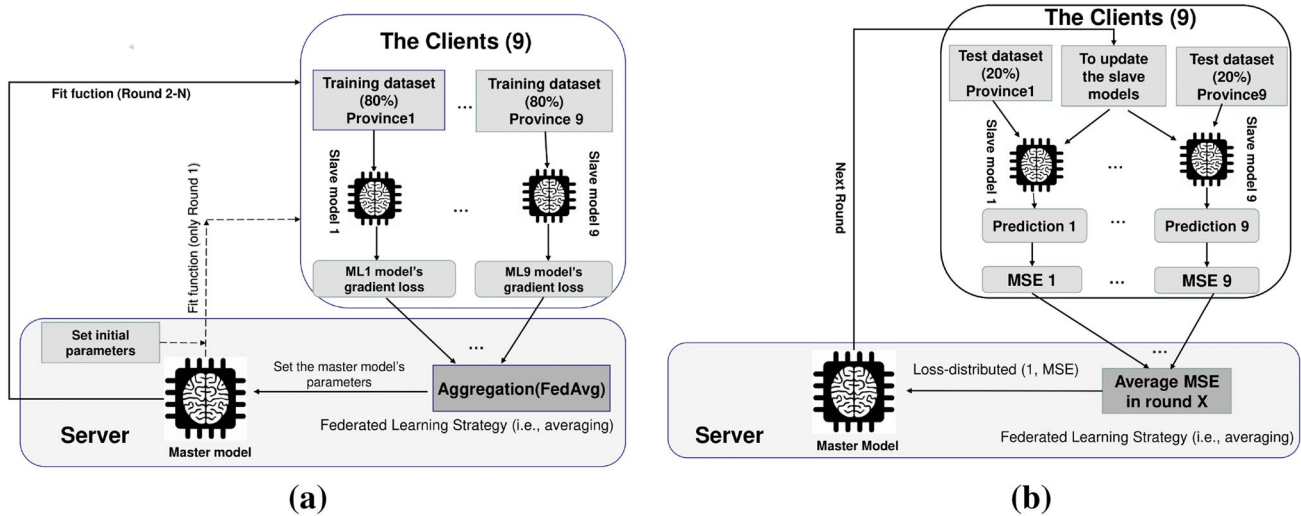 The Clients (9)
Training dataset
(80%)
Province1
...
Training dataset
(80%)
Province 9
Fit fuction (Round 2-N)
Fit function (only Round 1)
Slave model 1
...
Slave model 9
ML1 model's
gradient loss
ML9 model's
gradient loss
Set initial
parameters
...
Set the master model's
parameters
Aggregation(FedAvg)
Federated Learning Strategy (i.e., averaging)
Server
Master model
(a)
The Clients (9)
Test dataset
(20%)
Province1
To update
the slave
models
Test dataset
(20%)
Province9
Slave model 1
...
Slave model 9
Next Round
Prediction 1
...
Prediction 9
MSE 1
...
MSE 9
...
Loss-distributed (1, MSE)
Average MSE
in round X
Federated Learning Strategy (i.e., averaging)
Server
Master Model
(b)